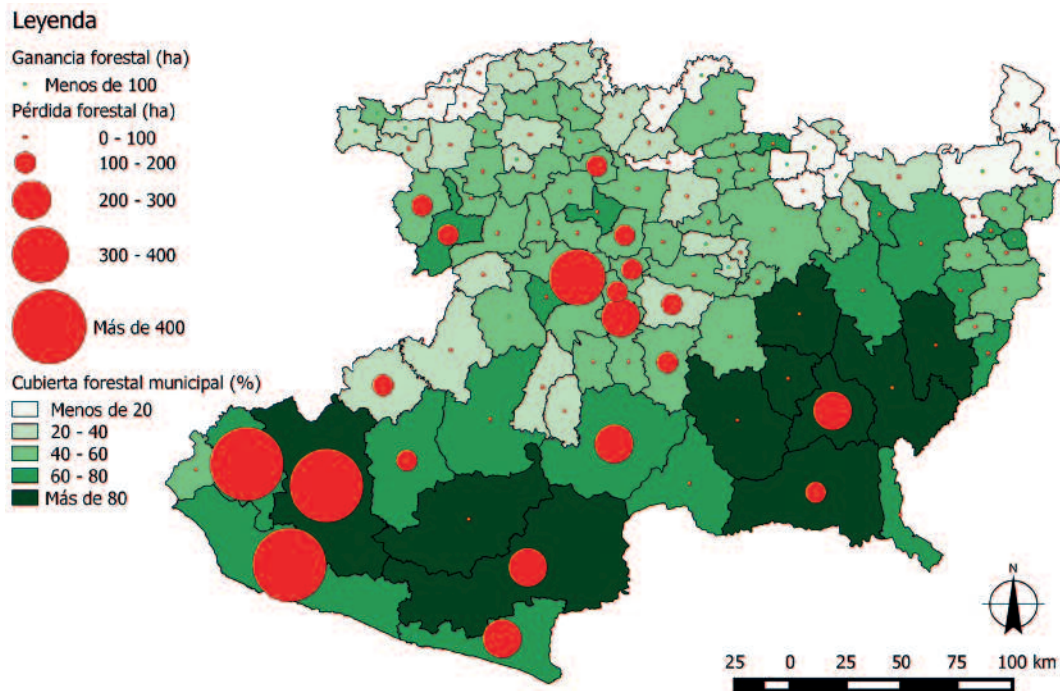 Leyenda
Ganancia forestal (ha)
Menos de 100
Pérdida forestal (ha)
0 - 100
100 - 200
200 - 300
300 - 400
Más de 400
Cubierta forestal municipal (%)
Menos de 20
20 - 40
40 - 60
60 - 80
Más de 80
N
25 0 25 50 75 100 km